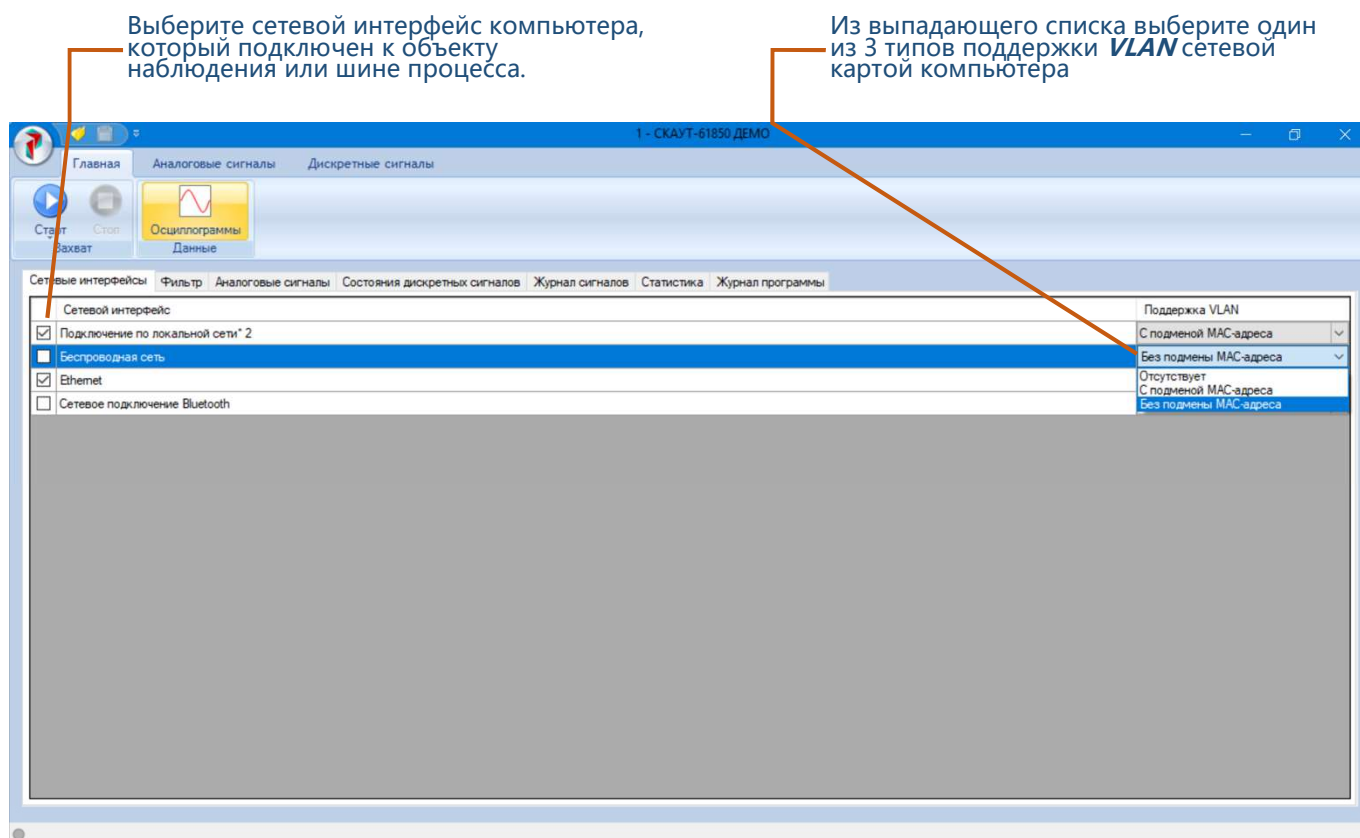 Выберите сетевой интерфейс компьютера,
который подключен к объекту
наблюдения или шине процесса.
Из выпадающего списка выберите один
из 3 типов поддержки VLAN сетевой
картой компьютера
1 - СКАУТ-61850 ДЕМО
Главная Аналоговые сигналы Дискретные сигналы
Старт Стоп Осциллограммы
Захват Данные
Сетевые интерфейсы Фильтр Аналоговые сигналы Состояния дискретных сигналов Журнал сигналов Статистика Журнал программы
Сетевой интерфейс Поддержка VLAN
Подключение по локальной сети* 2 С подменой MAC-адреса
Беспроводная сеть Без подмены MAC-адреса
Ethernet Отсутствует
С подменой MAC-адреса
Сетевое подключение Bluetooth Без подмены MAC-адреса